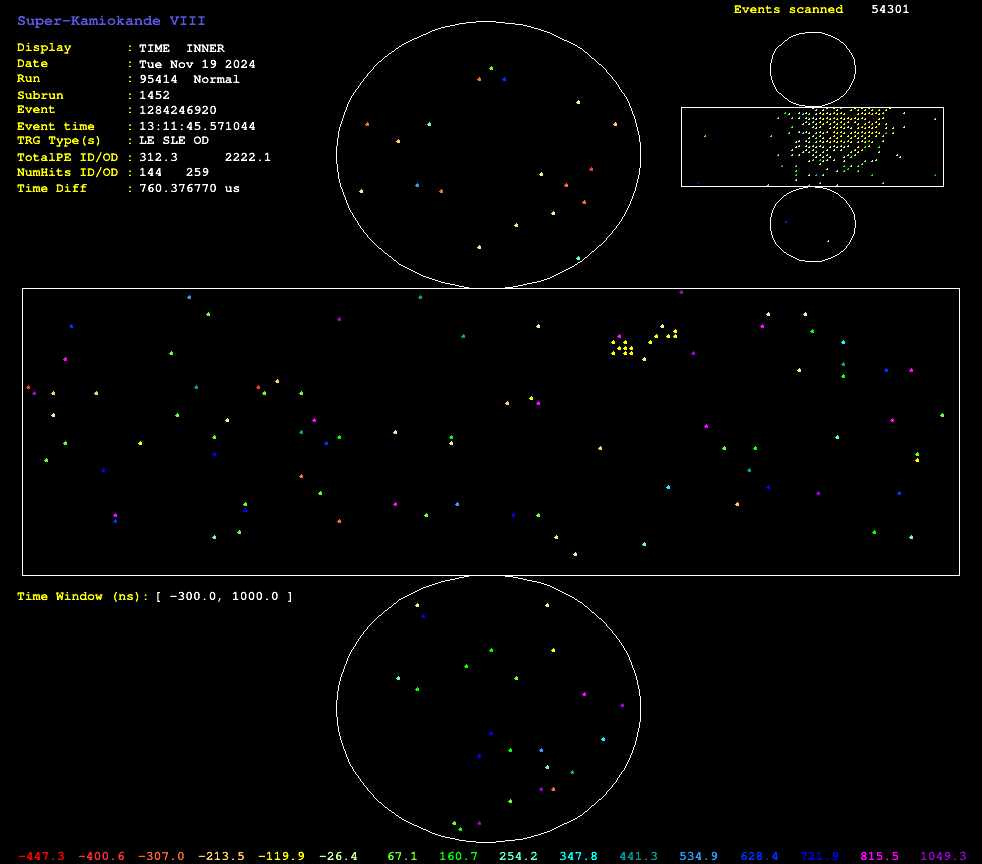 Super-Kamiokande VIII
Events scanned 54301
Display : TIME INNER
Date : Tue Nov 19 2024
Run : 95414 Normal
Subrun : 1452
Event : 1284246920
Event time : 13:11:45.571044
TRG Type(s) : LE SLE OD
TotalPE ID/OD : 312.3 2222.1
NumHits ID/OD : 144 259
Time Diff : 760.376770 us
Time Window (ns): [ -300.0, 1000.0 ]
-447.3 -400.6 -307.0 -213.5 -119.9 -26.4 67.1 160.7 254.2 347.8 441.3 534.9 628.4 721.9 815.5 1049.3